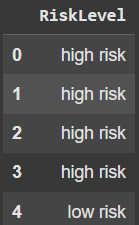 RiskLevel
0 high risk
1 high risk
2 high risk
3 high risk
4 low risk